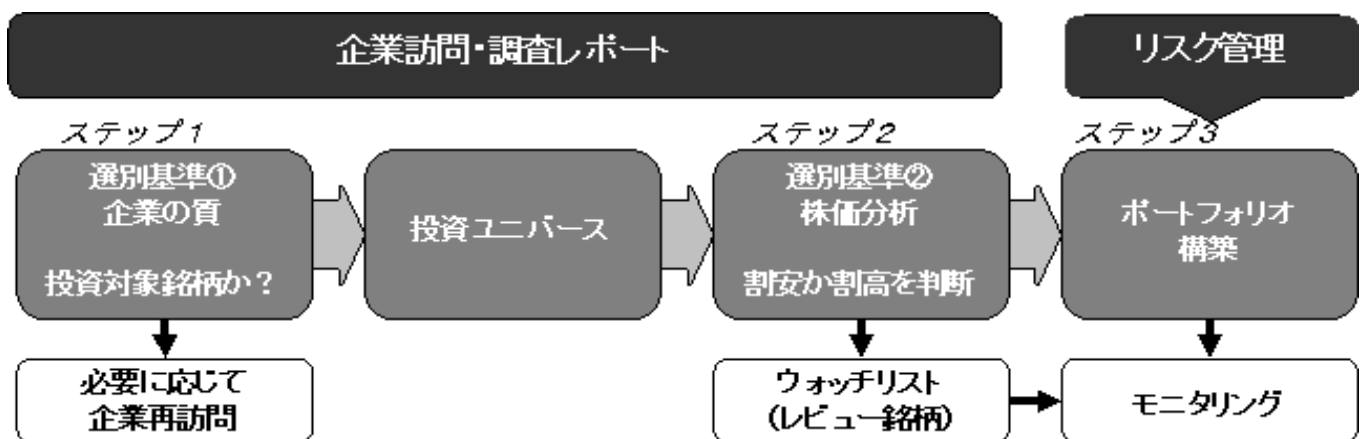 企業訪問・調査レポート
リスク管理
ステップ1
選別基準①
企業の質
投資対象銘柄か？
投資ユニバース
ステップ2
選別基準②
株価分析
割安か割高を判断
ステップ3
ポートフォリオ
構築
必要に応じて
企業再訪問
ウォッチリスト
(レビュー銘柄)
モニタリング